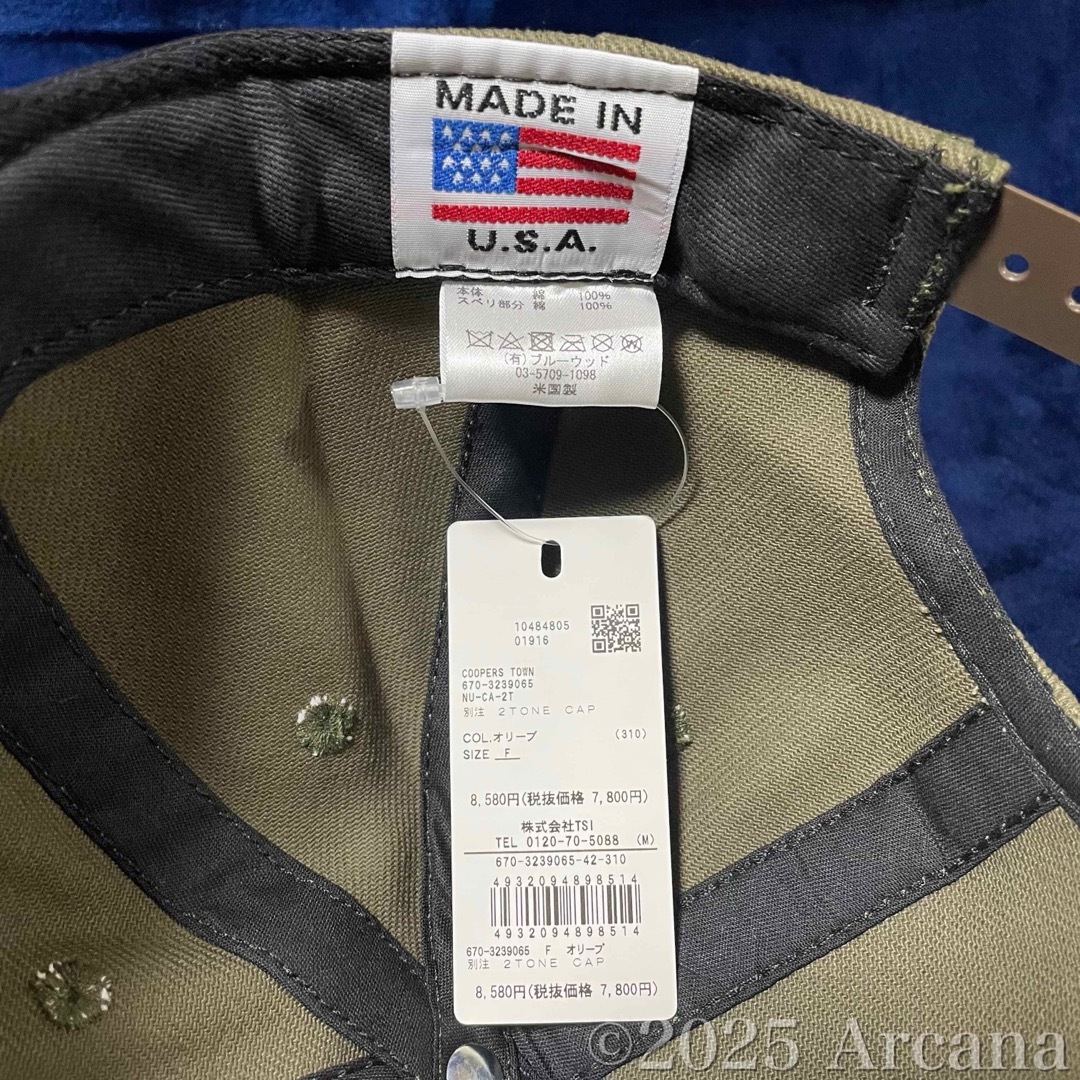 MADE IN
U.S.A.
本体 綿 100%
スベリ部分 綿 100%
(有)ブルーウッド
03-5709-1098
米国製
10484805
01916
COOPERS TOWN
670-3239065
NU-CA-2T
別注 2TONE CAP
COL.オリーブ (310)
SIZE F
8,580円(税抜価格 7,800円)
株式会社TSI
TEL 0120-70-5088 (M)
670-3239065-42-310
4932094898514
4932094898514
670-3239065 F オリーブ
別注 2TONE CAP
8,580円(税抜価格 7,800円)
©2025 Arcana